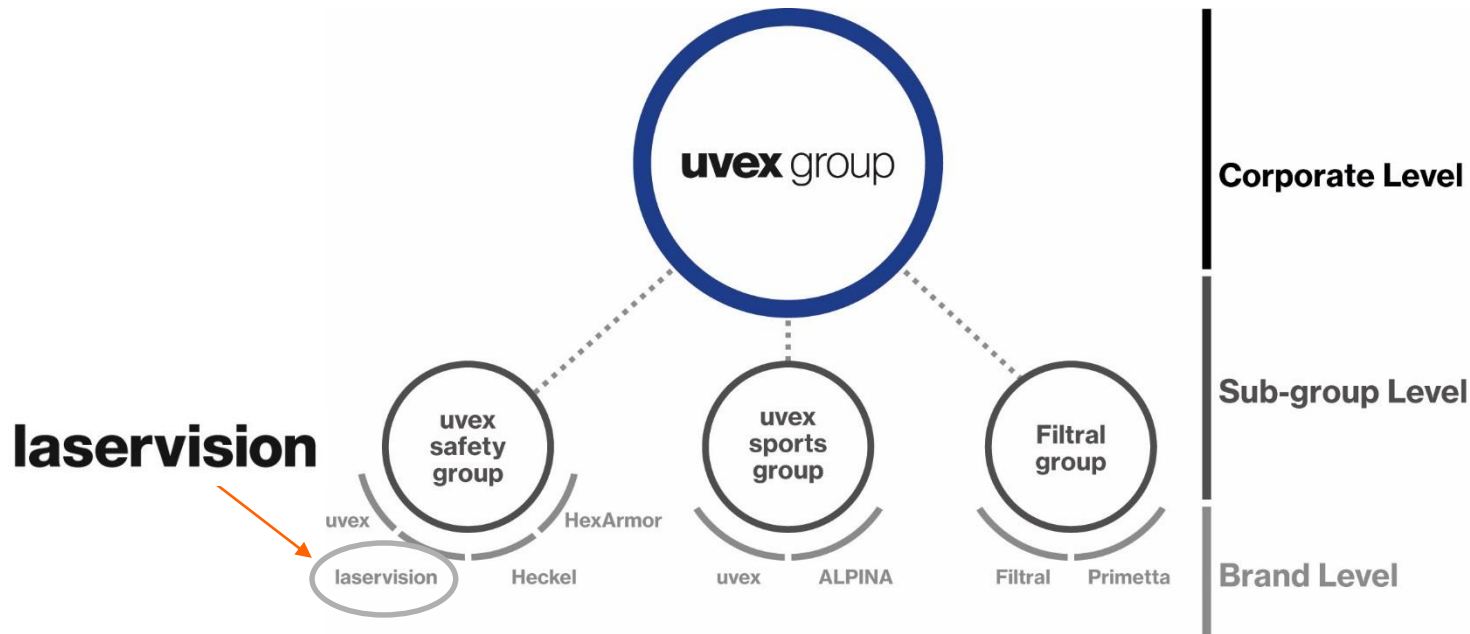 uvex group
Corporate Level
uvex
safety
group
uvex
sports
group
Filtral
group
Sub-group Level
laservision
uvex
laservision
Heckel
HexArmor
uvex
ALPINA
Filtral
Primetta
Brand Level